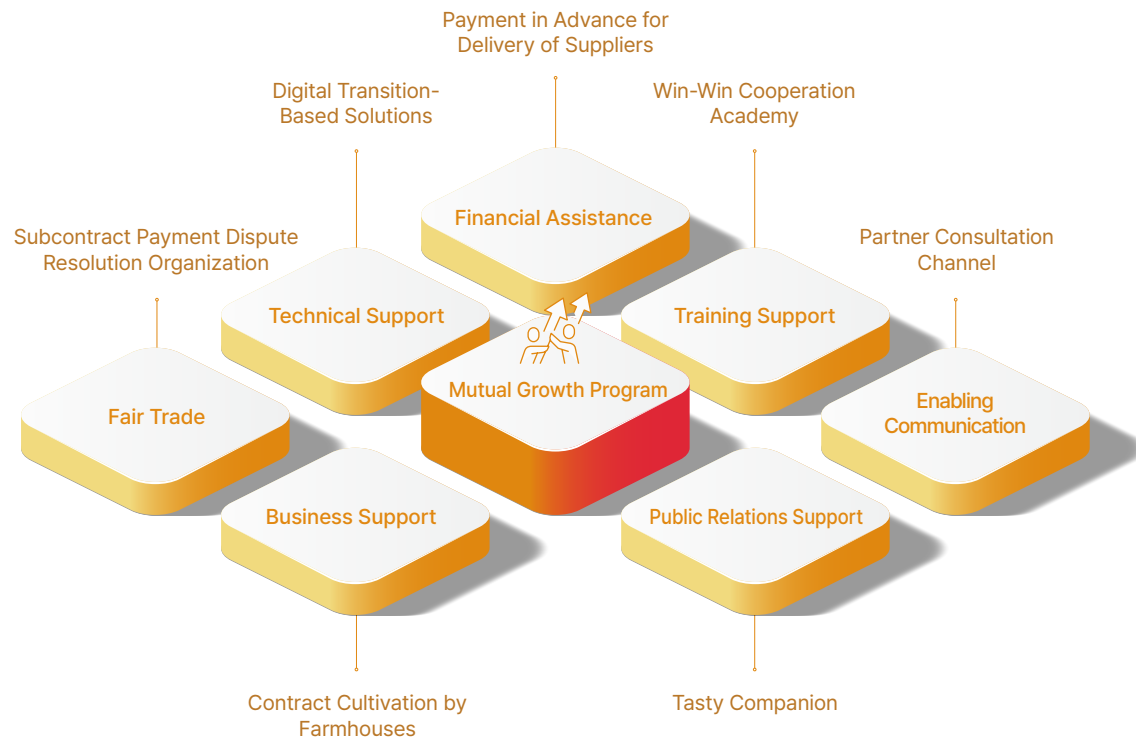 Payment in Advance for
Delivery of Suppliers
Digital Transition-
Based Solutions
Win-Win Cooperation
Academy
Financial Assistance
Subcontract Payment Dispute
Resolution Organization
Partner Consultation
Channel
Technical Support
Training Support
Mutual Growth Program
Fair Trade
Enabling
Communication
Business Support
Public Relations Support
Contract Cultivation by
Farmhouses
Tasty Companion